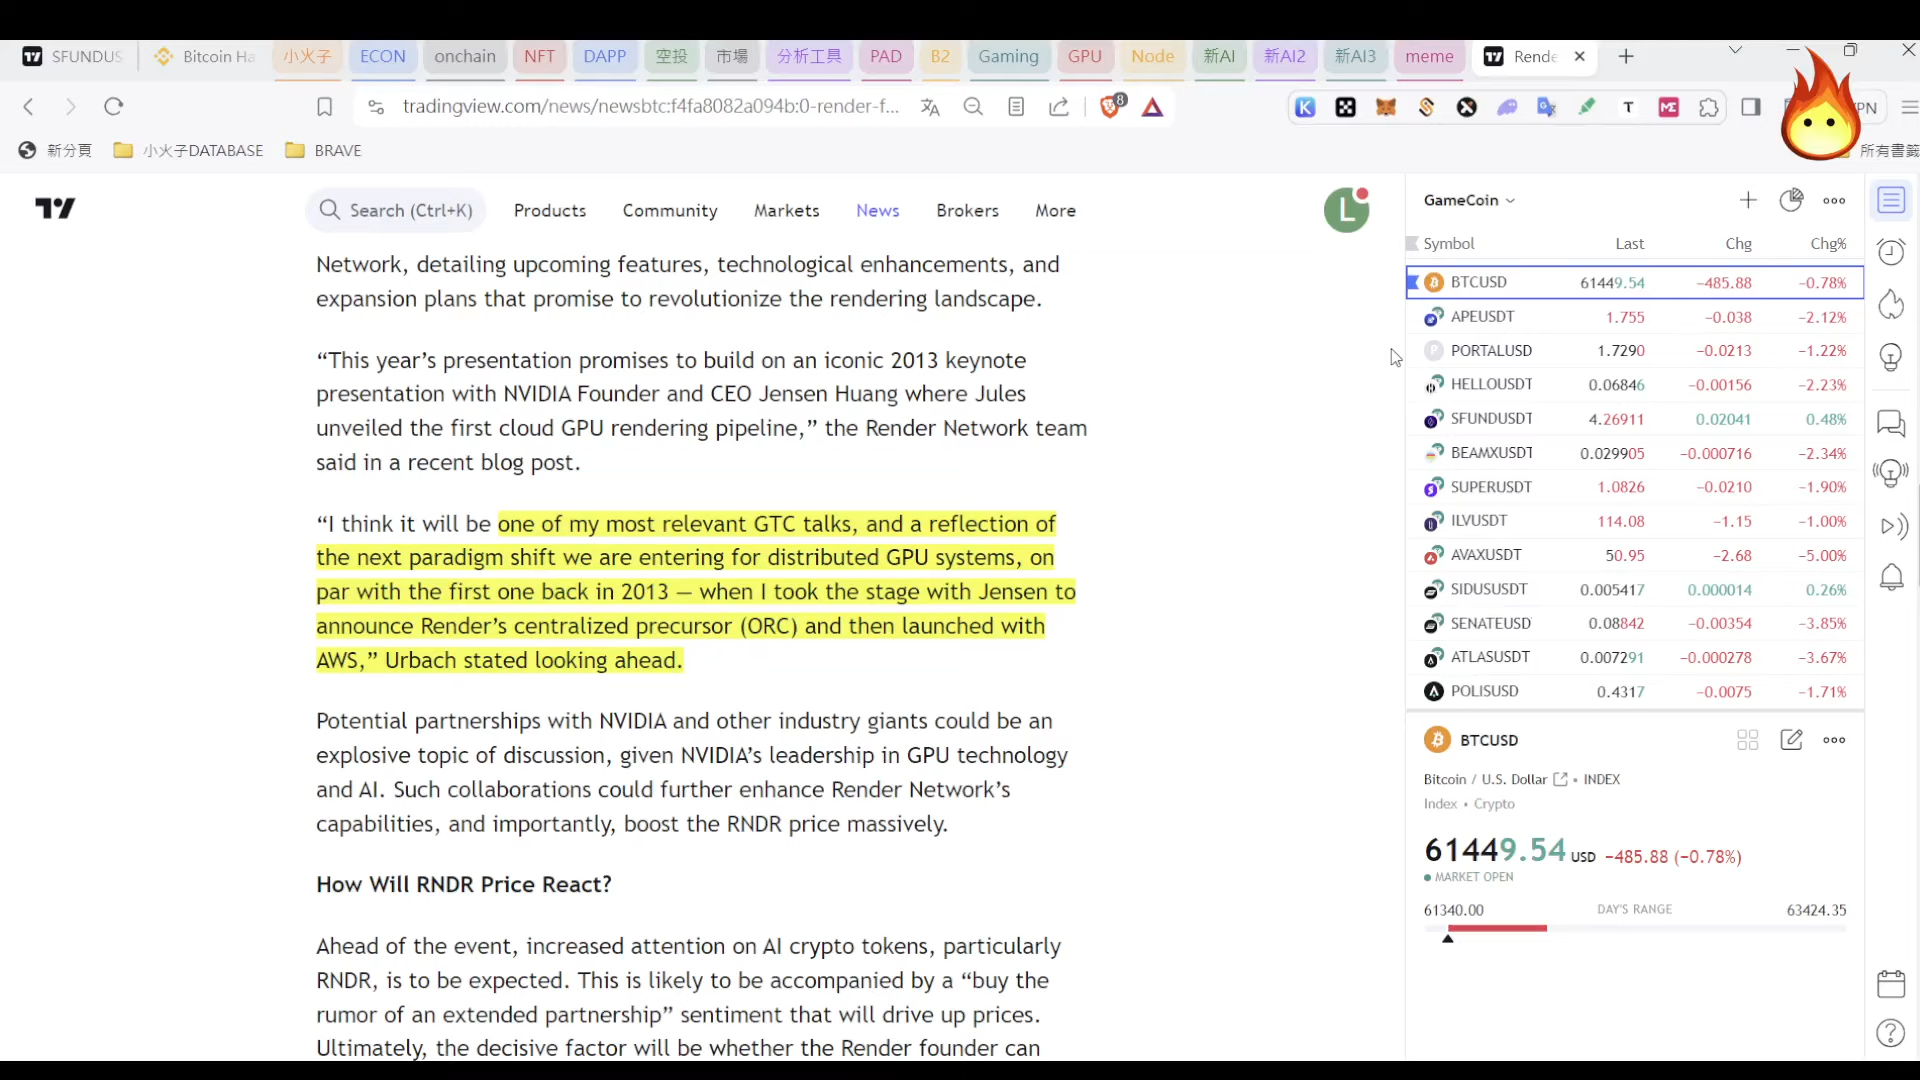 SFUNDUS
Bitcoin Ha
小火子
ECON
onchain
NFT
DAPP
空投
市場
分析工具
PAD
B2
Gaming
GPU
Node
新AI
新AI2
新AI3
meme
Rende
tradingview.com/news/newsbtc:f4fa8082a094b:0-render-f...
8
K
T
PN
新分頁
小火子DATABASE
BRAVE
所有書籤
Search (Ctrl+K)
Products
Community
Markets
News
Brokers
More
L
Network, detailing upcoming features, technological enhancements, and
expansion plans that promise to revolutionize the rendering landscape.
“This year’s presentation promises to build on an iconic 2013 keynote
presentation with NVIDIA Founder and CEO Jensen Huang where Jules
unveiled the first cloud GPU rendering pipeline,” the Render Network team
said in a recent blog post.
“I think it will be one of my most relevant GTC talks, and a reflection of
the next paradigm shift we are entering for distributed GPU systems, on
par with the first one back in 2013 — when I took the stage with Jensen to
announce Render’s centralized precursor (ORC) and then launched with
AWS,” Urbach stated looking ahead.
Potential partnerships with NVIDIA and other industry giants could be an
explosive topic of discussion, given NVIDIA’s leadership in GPU technology
and AI. Such collaborations could further enhance Render Network’s
capabilities, and importantly, boost the RNDR price massively.
How Will RNDR Price React?
Ahead of the event, increased attention on AI crypto tokens, particularly
RNDR, is to be expected. This is likely to be accompanied by a “buy the
rumor of an extended partnership” sentiment that will drive up prices.
Ultimately, the decisive factor will be whether the Render founder can
GameCoin
Symbol Last Chg Chg%
BTCUSD 61449.54 −485.88 −0.78%
APEUSDT 1.755 −0.038 −2.12%
PORTALUSD 1.7290 −0.0213 −1.22%
HELLOUSDT 0.06846 −0.00156 −2.23%
SFUNDUSDT 4.26911 0.02041 0.48%
BEAMXUSDT 0.029905 −0.000716 −2.34%
SUPERUSDT 1.0826 −0.0210 −1.90%
ILVUSDT 114.08 −1.15 −1.00%
AVAXUSDT 50.95 −2.68 −5.00%
SIDUSUSDT 0.005417 0.000014 0.26%
SENATEUSD 0.08842 −0.00354 −3.85%
ATLASUSDT 0.007291 −0.000278 −3.67%
POLISUSD 0.4317 −0.0075 −1.71%
BTCUSD
Bitcoin / U.S. Dollar • INDEX
Index • Crypto
61449.54 USD −485.88 (−0.78%)
MARKET OPEN
61340.00 DAY'S RANGE 63424.35